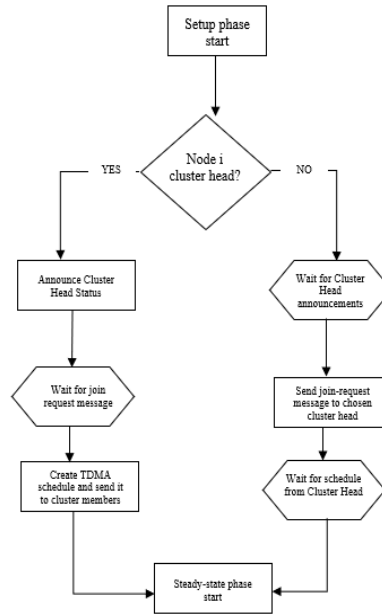 Setup phase
start
Node i
cluster head?
YES
NO
Announce Cluster
Head Status
Wait for Cluster
Head
announcements
Wait for join
request message
Send join-request
message to chosen
cluster head
Create TDMA
schedule and send it
to cluster members
Wait for schedule
from Cluster Head
Steady-state phase
start